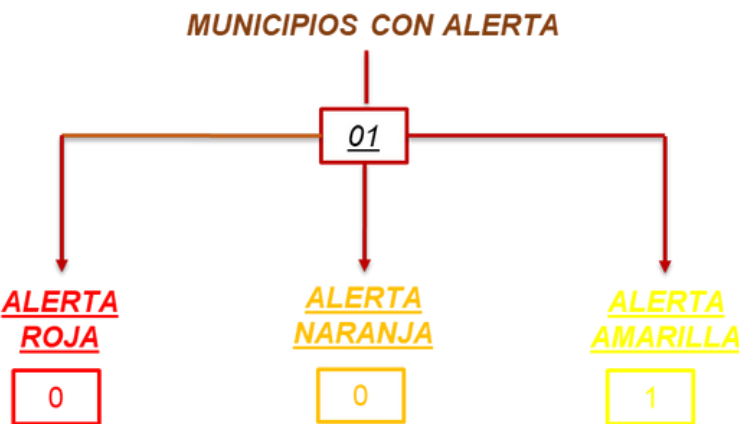 MUNICIPIOS CON ALERTA
01
ALERTA
ROJA
0
ALERTA
NARANJA
0
ALERTA
AMARILLA
1